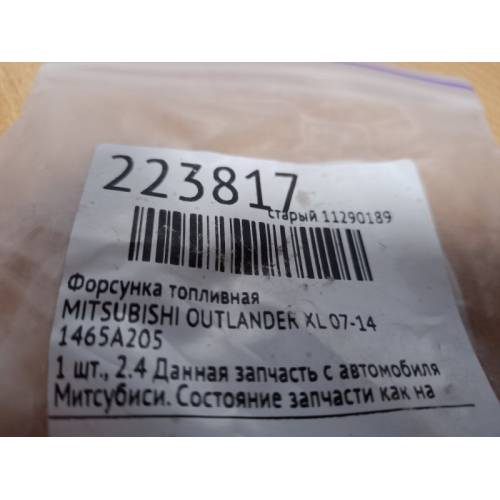 223817
старый 11290189
Форсунка топливная
MITSUBISHI OUTLANDER XL 07-14
1465A205
1 шт., 2.4 Данная запчасть с автомобиля
Митсубиси. Состояние запчасти как на